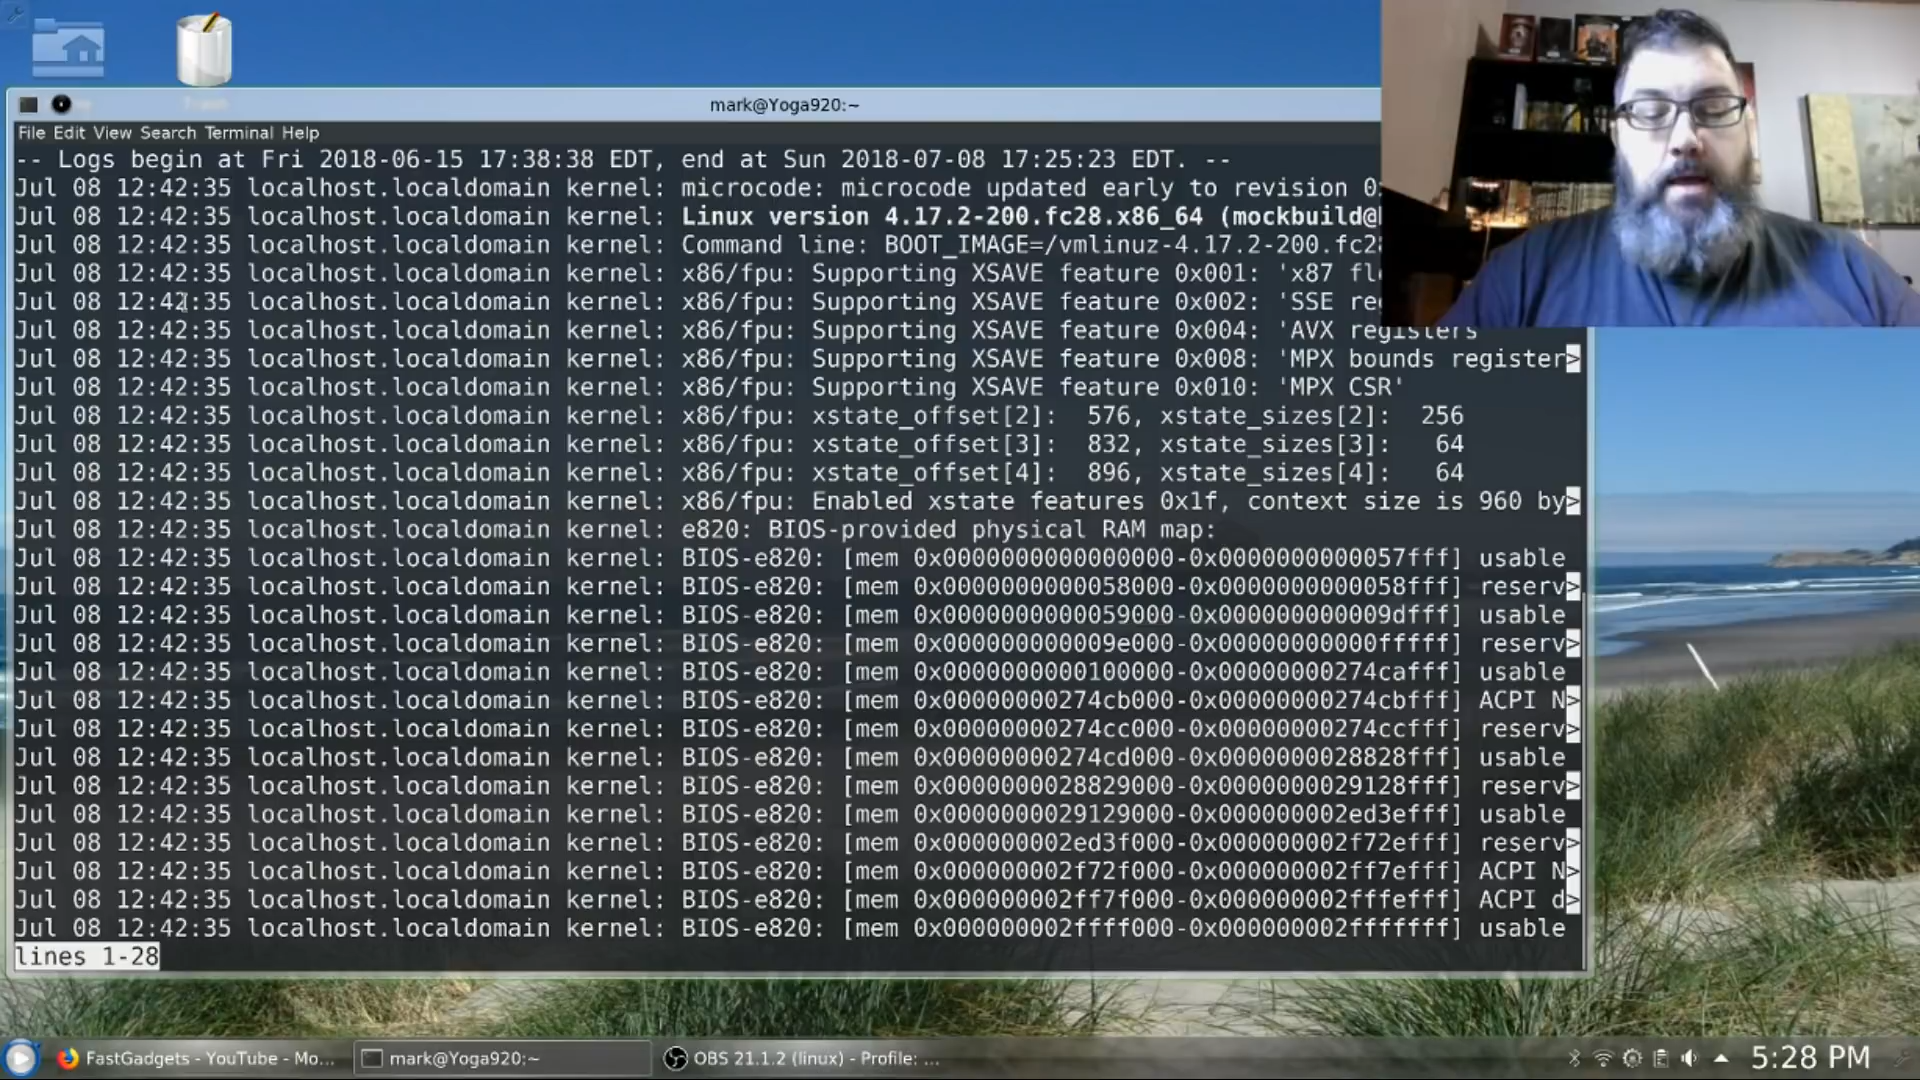 mark@Yoga920:~
File Edit View Search Terminal Help
-- Logs begin at Fri 2018-06-15 17:38:38 EDT, end at Sun 2018-07-08 17:25:23 EDT. --
Jul 08 12:42:35 localhost.localdomain kernel: microcode: microcode updated early to revision 0
Jul 08 12:42:35 localhost.localdomain kernel: Linux version 4.17.2-200.fc28.x86_64 (mockbuild@
Jul 08 12:42:35 localhost.localdomain kernel: Command line: BOOT_IMAGE=/vmlinuz-4.17.2-200.fc2
Jul 08 12:42:35 localhost.localdomain kernel: x86/fpu: Supporting XSAVE feature 0x001: 'x87 fl
Jul 08 12:42:35 localhost.localdomain kernel: x86/fpu: Supporting XSAVE feature 0x002: 'SSE re
Jul 08 12:42:35 localhost.localdomain kernel: x86/fpu: Supporting XSAVE feature 0x004: 'AVX registers
Jul 08 12:42:35 localhost.localdomain kernel: x86/fpu: Supporting XSAVE feature 0x008: 'MPX bounds register>
Jul 08 12:42:35 localhost.localdomain kernel: x86/fpu: Supporting XSAVE feature 0x010: 'MPX CSR'
Jul 08 12:42:35 localhost.localdomain kernel: x86/fpu: xstate_offset[2]:  576, xstate_sizes[2]:  256
Jul 08 12:42:35 localhost.localdomain kernel: x86/fpu: xstate_offset[3]:  832, xstate_sizes[3]:   64
Jul 08 12:42:35 localhost.localdomain kernel: x86/fpu: xstate_offset[4]:  896, xstate_sizes[4]:   64
Jul 08 12:42:35 localhost.localdomain kernel: x86/fpu: Enabled xstate features 0x1f, context size is 960 by>
Jul 08 12:42:35 localhost.localdomain kernel: e820: BIOS-provided physical RAM map:
Jul 08 12:42:35 localhost.localdomain kernel: BIOS-e820: [mem 0x0000000000000000-0x0000000000057fff] usable
Jul 08 12:42:35 localhost.localdomain kernel: BIOS-e820: [mem 0x0000000000058000-0x0000000000058fff] reserv>
Jul 08 12:42:35 localhost.localdomain kernel: BIOS-e820: [mem 0x0000000000059000-0x000000000009dfff] usable
Jul 08 12:42:35 localhost.localdomain kernel: BIOS-e820: [mem 0x000000000009e000-0x00000000000fffff] reserv>
Jul 08 12:42:35 localhost.localdomain kernel: BIOS-e820: [mem 0x0000000000100000-0x00000000274cafff] usable
Jul 08 12:42:35 localhost.localdomain kernel: BIOS-e820: [mem 0x00000000274cb000-0x00000000274cbfff] ACPI N>
Jul 08 12:42:35 localhost.localdomain kernel: BIOS-e820: [mem 0x00000000274cc000-0x00000000274ccfff] reserv>
Jul 08 12:42:35 localhost.localdomain kernel: BIOS-e820: [mem 0x00000000274cd000-0x0000000028828fff] usable
Jul 08 12:42:35 localhost.localdomain kernel: BIOS-e820: [mem 0x0000000028829000-0x0000000029128fff] reserv>
Jul 08 12:42:35 localhost.localdomain kernel: BIOS-e820: [mem 0x0000000029129000-0x000000002ed3efff] usable
Jul 08 12:42:35 localhost.localdomain kernel: BIOS-e820: [mem 0x000000002ed3f000-0x000000002f72efff] reserv>
Jul 08 12:42:35 localhost.localdomain kernel: BIOS-e820: [mem 0x000000002f72f000-0x000000002ff7efff] ACPI N>
Jul 08 12:42:35 localhost.localdomain kernel: BIOS-e820: [mem 0x000000002ff7f000-0x000000002fffefff] ACPI d>
Jul 08 12:42:35 localhost.localdomain kernel: BIOS-e820: [mem 0x000000002ffff000-0x000000002fffffff] usable
lines 1-28
FastGadgets - YouTube - Mo...
mark@Yoga920:~
OBS 21.1.2 (linux) - Profile: ...
5:28 PM